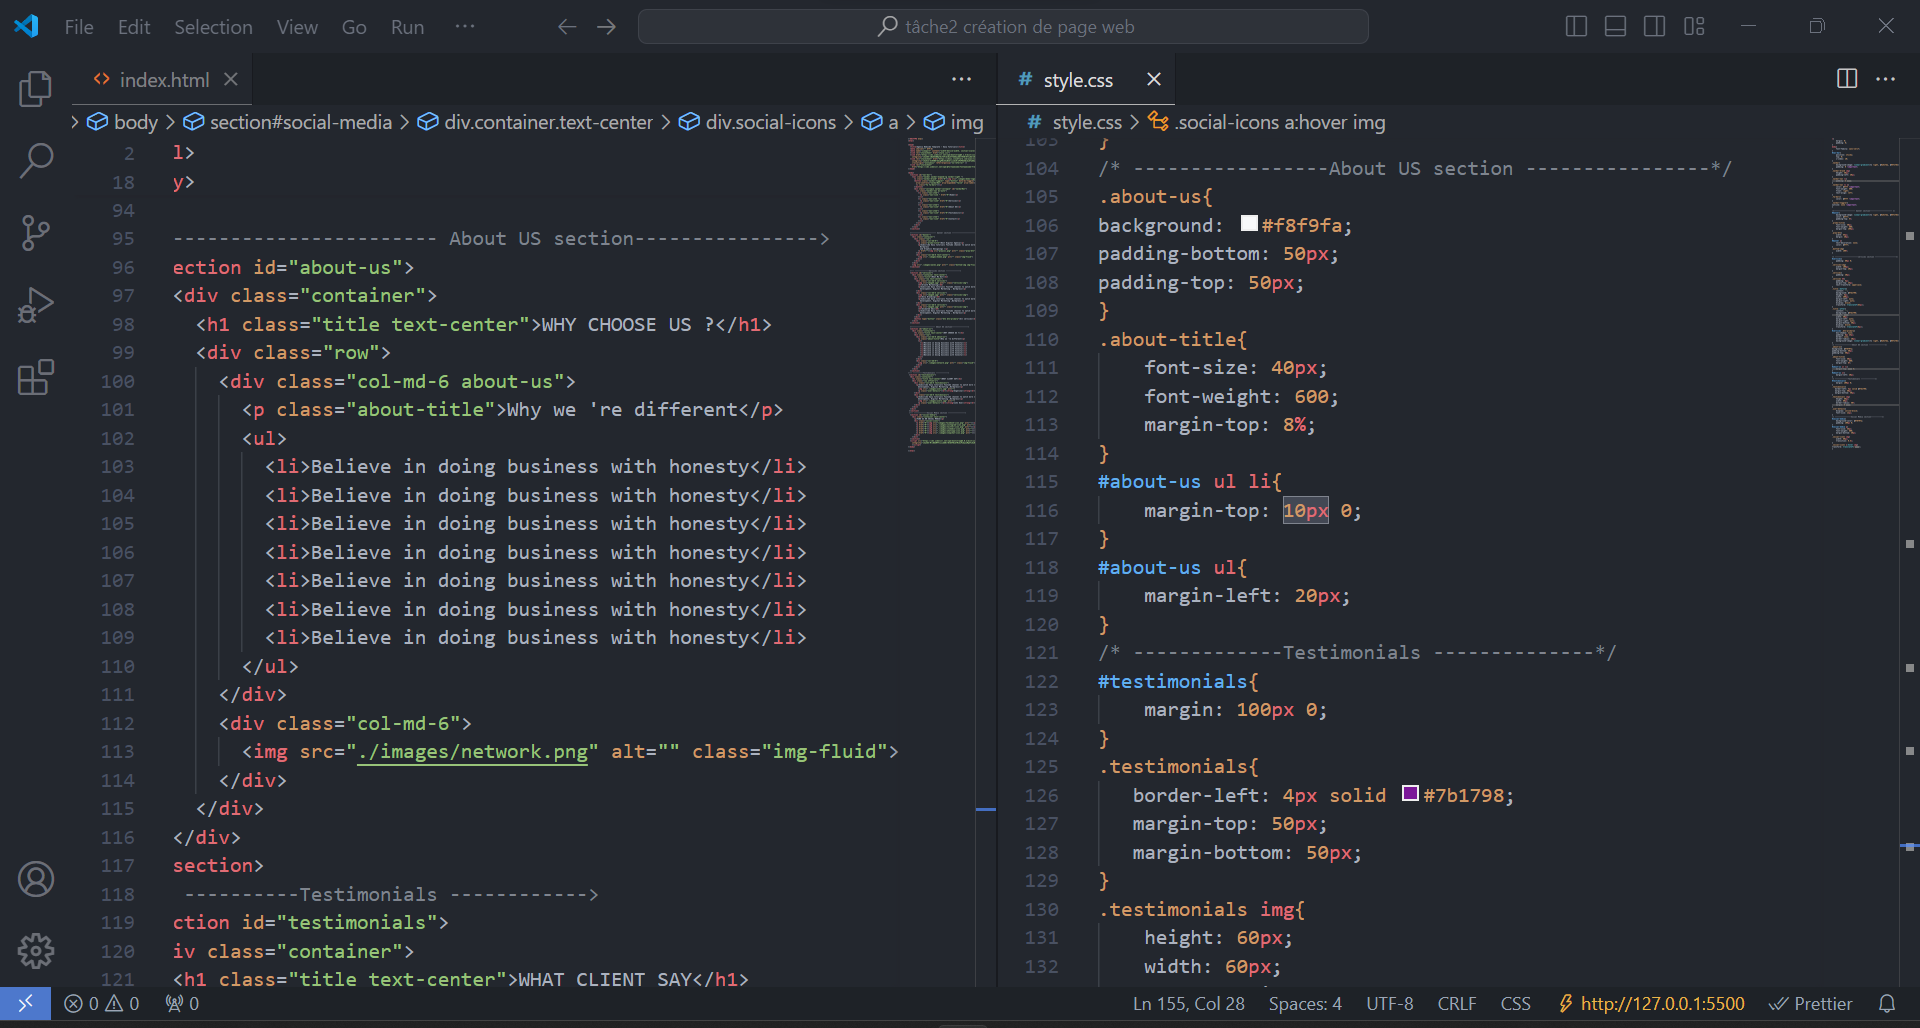 File Edit Selection View Go Run ···
tâche2 création de page web
index.html
style.css
body > section#social-media > div.container.text-center > div.social-icons > a > img
# style.css > .social-icons a:hover img
2 l>
18 y>
94
95 ----------------------- About US section---------------->
96 ection id="about-us">
97 <div class="container">
98 <h1 class="title text-center">WHY CHOOSE US ?</h1>
99 <div class="row">
100 <div class="col-md-6 about-us">
101 <p class="about-title">Why we 're different</p>
102 <ul>
103 <li>Believe in doing business with honesty</li>
104 <li>Believe in doing business with honesty</li>
105 <li>Believe in doing business with honesty</li>
106 <li>Believe in doing business with honesty</li>
107 <li>Believe in doing business with honesty</li>
108 <li>Believe in doing business with honesty</li>
109 <li>Believe in doing business with honesty</li>
110 </ul>
111 </div>
112 <div class="col-md-6">
113 <img src="./images/network.png" alt="" class="img-fluid">
114 </div>
115 </div>
116 </div>
117 section>
118 ----------Testimonials ------------>
119 ction id="testimonials">
120 iv class="container">
121 <h1 class="title text-center">WHAT CLIENT SAY</h1>
103 }
104 /* -----------------About US section ----------------*/
105 .about-us{
106 background: #f8f9fa;
107 padding-bottom: 50px;
108 padding-top: 50px;
109 }
110 .about-title{
111 font-size: 40px;
112 font-weight: 600;
113 margin-top: 8%;
114 }
115 #about-us ul li{
116 margin-top: 10px 0;
117 }
118 #about-us ul{
119 margin-left: 20px;
120 }
121 /* -------------Testimonials --------------*/
122 #testimonials{
123 margin: 100px 0;
124 }
125 .testimonials{
126 border-left: 4px solid #7b1798;
127 margin-top: 50px;
128 margin-bottom: 50px;
129 }
130 .testimonials img{
131 height: 60px;
132 width: 60px;
0 0 0
Ln 155, Col 28 Spaces: 4 UTF-8 CRLF CSS http://127.0.0.1:5500 Prettier